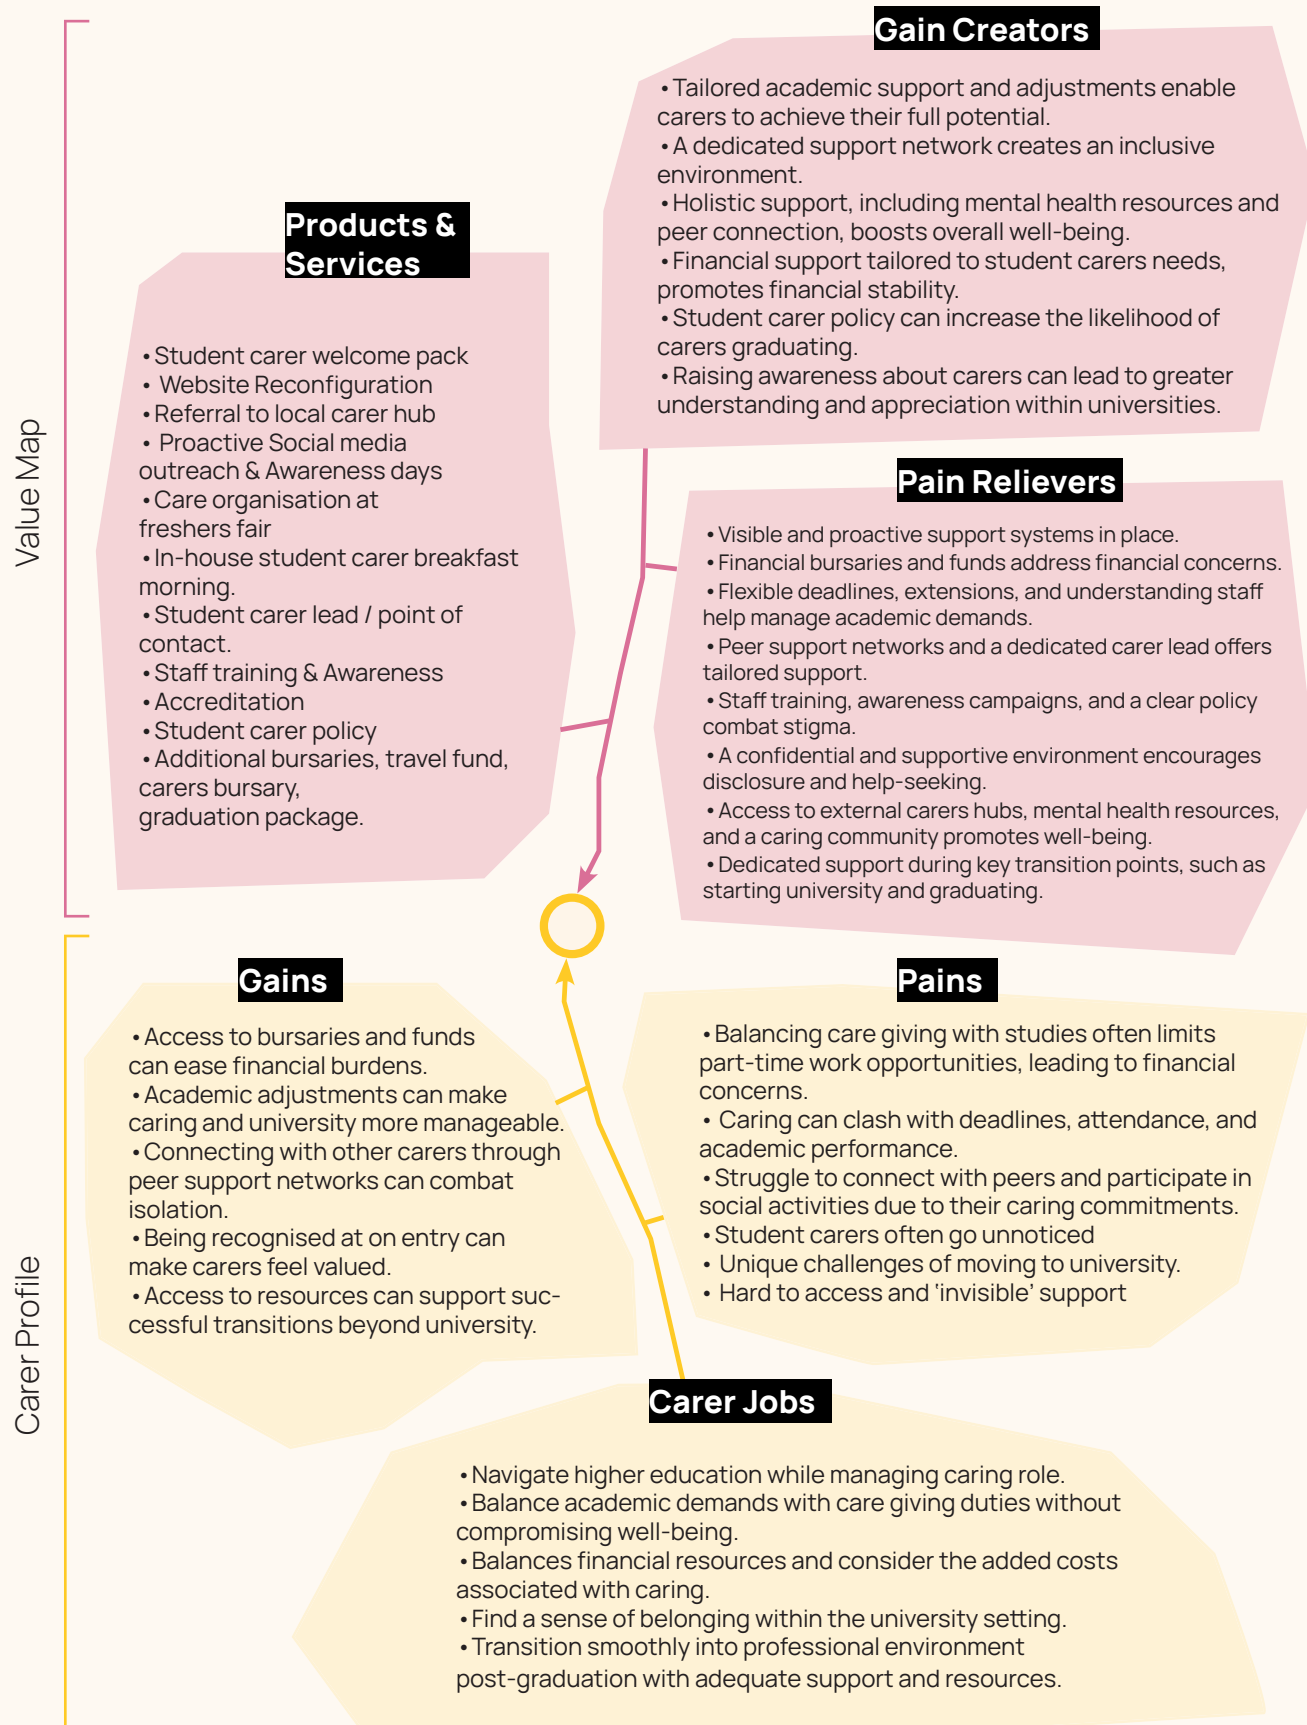 Value Map
Products &
Services
•Student carer welcome pack
• Website Reconfiguration
•Referral to local carer hub
• Proactive Social media
outreach & Awareness days
•Care organisation at
freshers fair
•In-house student carer breakfast
morning.
•Student carer lead / point of
contact.
•Staff training & Awareness
•Accreditation
•Student carer policy
•Additional bursaries, travel fund,
carers bursary,
graduation package.
Gain Creators
•Tailored academic support and adjustments enable
carers to achieve their full potential.
•A dedicated support network creates an inclusive
environment.
•Holistic support, including mental health resources and
peer connection, boosts overall well-being.
•Financial support tailored to student carers needs,
promotes financial stability.
•Student carer policy can increase the likelihood of
carers graduating.
•Raising awareness about carers can lead to greater
understanding and appreciation within universities.
Pain Relievers
•Visible and proactive support systems in place.
•Financial bursaries and funds address financial concerns.
•Flexible deadlines, extensions, and understanding staff
help manage academic demands.
•Peer support networks and a dedicated carer lead offers
tailored support.
•Staff training, awareness campaigns, and a clear policy
combat stigma.
•A confidential and supportive environment encourages
disclosure and help-seeking.
•Access to external carers hubs, mental health resources,
and a caring community promotes well-being.
•Dedicated support during key transition points, such as
starting university and graduating.
Carer Profile
Gains
•Access to bursaries and funds
can ease financial burdens.
•Academic adjustments can make
caring and university more manageable.
•Connecting with other carers through
peer support networks can combat
isolation.
•Being recognised at on entry can
make carers feel valued.
•Access to resources can support suc-
cessful transitions beyond university.
Pains
•Balancing care giving with studies often limits
part-time work opportunities, leading to financial
concerns.
• Caring can clash with deadlines, attendance, and
academic performance.
•Struggle to connect with peers and participate in
social activities due to their caring commitments.
•Student carers often go unnoticed
• Unique challenges of moving to university.
• Hard to access and ‘invisible’ support
Carer Jobs
•Navigate higher education while managing caring role.
•Balance academic demands with care giving duties without
compromising well-being.
•Balances financial resources and consider the added costs
associated with caring.
•Find a sense of belonging within the university setting.
•Transition smoothly into professional environment
post-graduation with adequate support and resources.